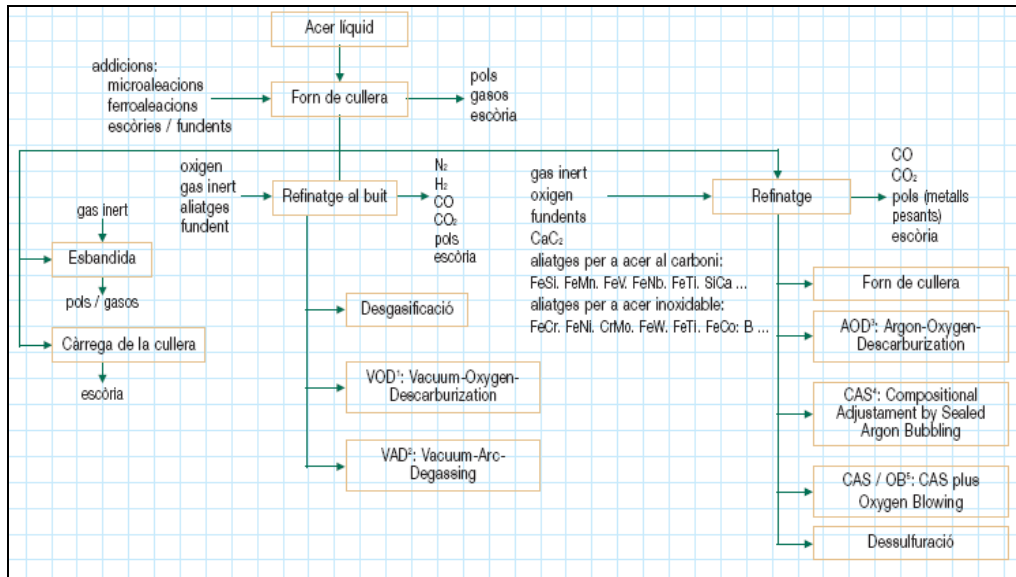 Acer líquid
addicions:
microaleacions
ferroaleacions
escòries / fundents
Forn de cullera
pols
gasos
escòria
oxigen
gas inert
aliatges
fundent
Refinatge al buit
N₂
H₂
CO
CO₂
pols
escòria
gas inert
oxigen
fundents
CaC₂
aliatges per a acer al carboni:
FeSi. FeMn. FeV. FeNb. FeTi. SiCa ...
aliatges per a acer inoxidable:
FeCr. FeNi. CrMo. FeW. FeTi. FeCo: B ...
Refinatge
CO
CO₂
pols (metalls
pesants)
escòria
gas inert
Esbandida
pols / gasos
Càrrega de la cullera
escòria
Desgasificació
VOD¹: Vacuum-Oxygen-
Descarburization
VAD²: Vacuum-Arc-
Degassing
Forn de cullera
AOD³: Argon-Oxygen-
Descarburization
CAS⁴: Compositional
Adjustament by Sealed
Argon Bubbling
CAS / OB⁵: CAS plus
Oxygen Blowing
Dessulfuració